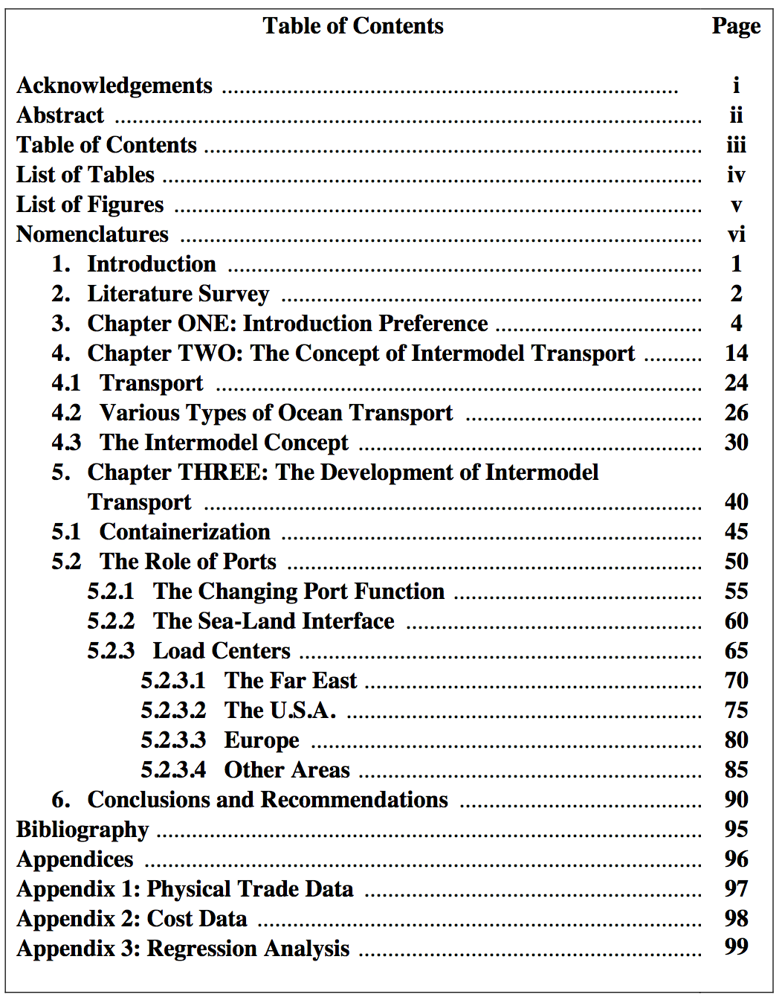 Table of Contents Page
Acknowledgements ........................................................................ i
Abstract ........................................................................ ii
Table of Contents ........................................................................ iii
List of Tables ........................................................................ iv
List of Figures ........................................................................ v
Nomenclatures ........................................................................ vi
1. Introduction ........................................................................ 1
2. Literature Survey ........................................................................ 2
3. Chapter ONE: Introduction Preference ................................... 4
4. Chapter TWO: The Concept of Intermodel Transport .......... 14
4.1 Transport ........................................................................ 24
4.2 Various Types of Ocean Transport ........................................ 26
4.3 The Intermodel Concept ........................................................ 30
5. Chapter THREE: The Development of Intermodel
Transport ........................................................................ 40
5.1 Containerization ........................................................................ 45
5.2 The Role of Ports ........................................................................ 50
5.2.1 The Changing Port Function .......................................... 55
5.2.2 The Sea-Land Interface .................................................. 60
5.2.3 Load Centers .................................................................. 65
5.2.3.1 The Far East ......................................................... 70
5.2.3.2 The U.S.A. ............................................................ 75
5.2.3.3 Europe .................................................................. 80
5.2.3.4 Other Areas .......................................................... 85
6. Conclusions and Recommendations ......................................... 90
Bibliography ........................................................................ 95
Appendices ........................................................................ 96
Appendix 1: Physical Trade Data ......................................................... 97
Appendix 2: Cost Data ........................................................................ 98
Appendix 3: Regression Analysis .......................................................... 99